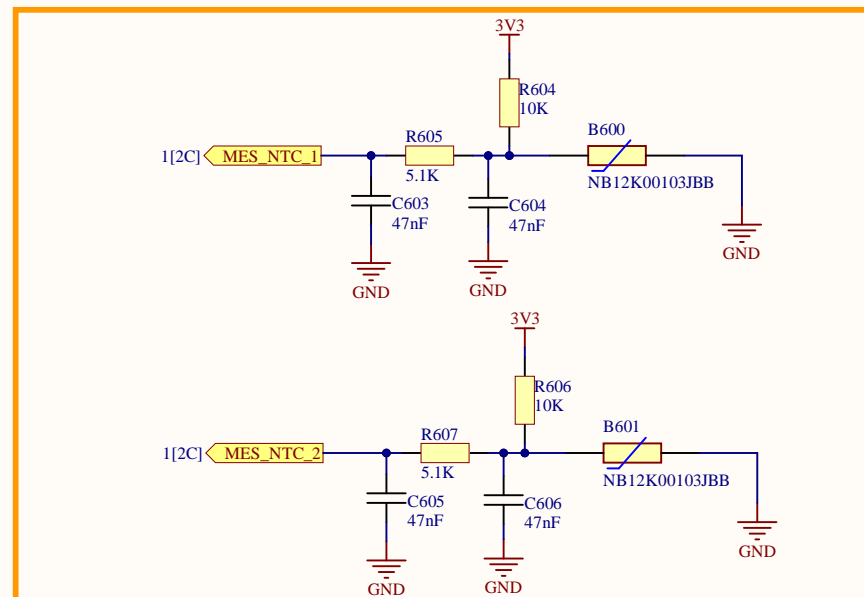 3V3
R604
10K
B600
R605
1[2C] MES_NTC_1
5.1K
NB12K00103JBB
C603
47nF
C604
47nF
GND
GND
GND
3V3
R606
10K
B601
R607
1[2C] MES_NTC_2
5.1K
NB12K00103JBB
C605
47nF
C606
47nF
GND
GND
GND